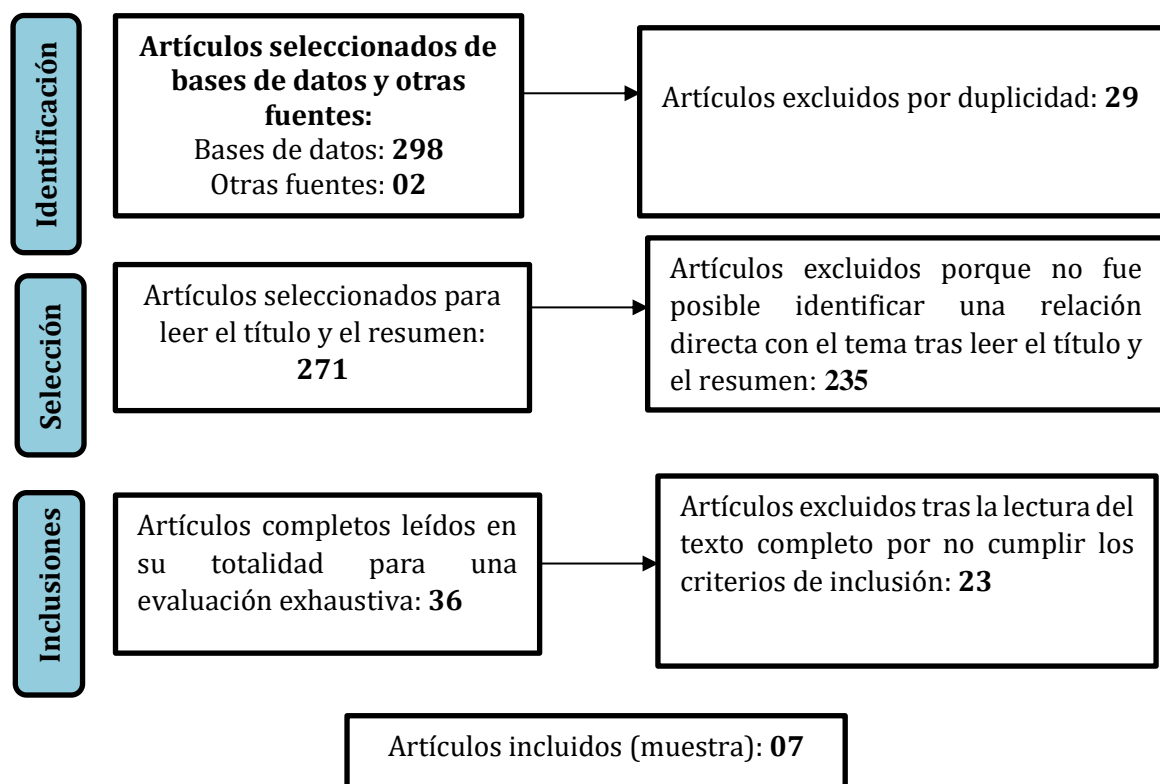 Identificación
Artículos seleccionados de
bases de datos y otras
fuentes:
Bases de datos: 298
Otras fuentes: 02
Artículos excluidos por duplicidad: 29
Selección
Artículos seleccionados para
leer el título y el resumen:
271
Artículos excluidos porque no fue
posible identificar una relación
directa con el tema tras leer el título y
el resumen: 235
Inclusiones
Artículos completos leídos en
su totalidad para una
evaluación exhaustiva: 36
Artículos excluidos tras la lectura del
texto completo por no cumplir los
criterios de inclusión: 23
Artículos incluidos (muestra): 07